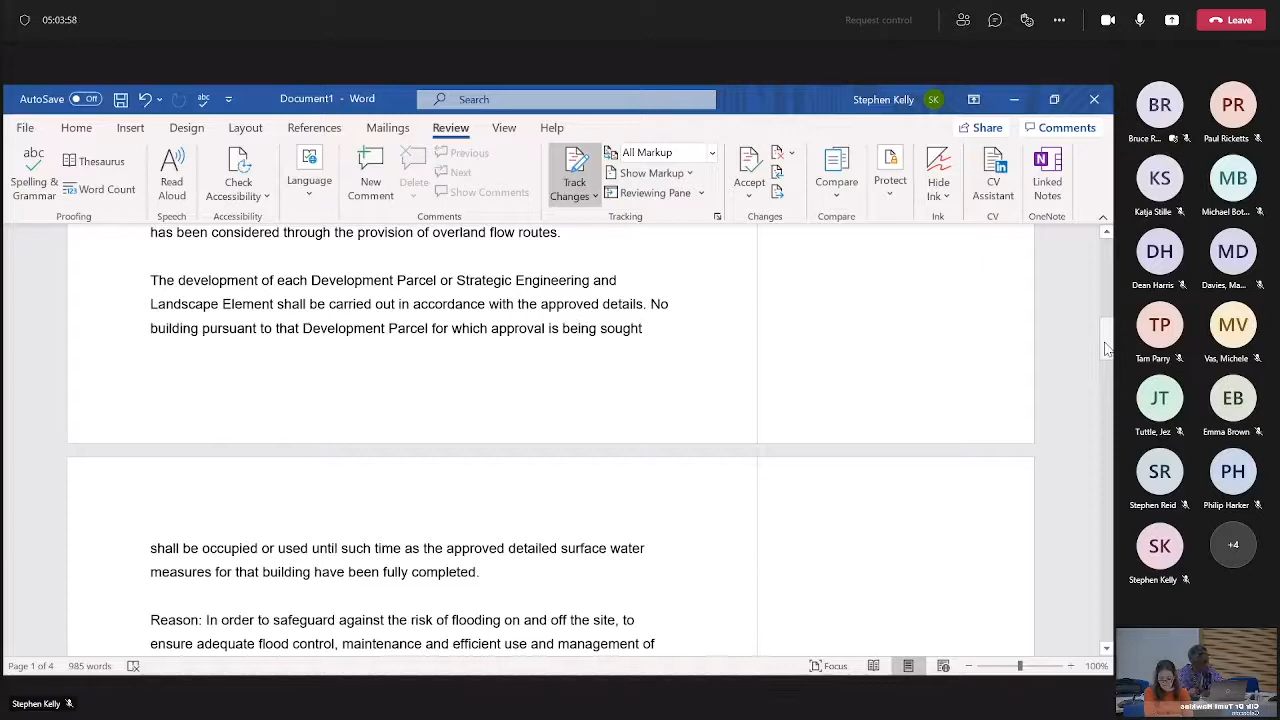 05:03:58
Request control
Leave
AutoSave Off
Document1 - Word
Search
Stephen Kelly SK
File Home Insert Design Layout References Mailings Review View Help
Share Comments
abc Spelling & Grammar
Thesaurus
Word Count
Proofing
Read Aloud
Speech
Check Accessibility
Accessibility
Language
New Comment
Delete
Previous
Next
Show Comments
Comments
Track Changes
All Markup
Show Markup
Reviewing Pane
Tracking
Accept
Changes
Compare
Compare
Protect
Hide Ink
Ink
CV Assistant
CV
Linked Notes
OneNote
has been considered through the provision of overland flow routes.
The development of each Development Parcel or Strategic Engineering and
Landscape Element shall be carried out in accordance with the approved details. No
building pursuant to that Development Parcel for which approval is being sought
shall be occupied or used until such time as the approved detailed surface water
measures for that building have been fully completed.
Reason: In order to safeguard against the risk of flooding on and off the site, to
ensure adequate flood control, maintenance and efficient use and management of
Page 1 of 4 985 words
Focus
100%
BR PR
Bruce R... Paul Ricketts
KS MB
Katja Stille Michael Bot...
DH MD
Dean Harris Davies, Ma...
TP MV
Tam Parry Vas, Michele
JT EB
Tuttle, Jez Emma Brown
SR PH
Stephen Reid Philip Harker
SK +4
Stephen Kelly
Stephen Kelly
Cllr Dr Tumi Hawkins